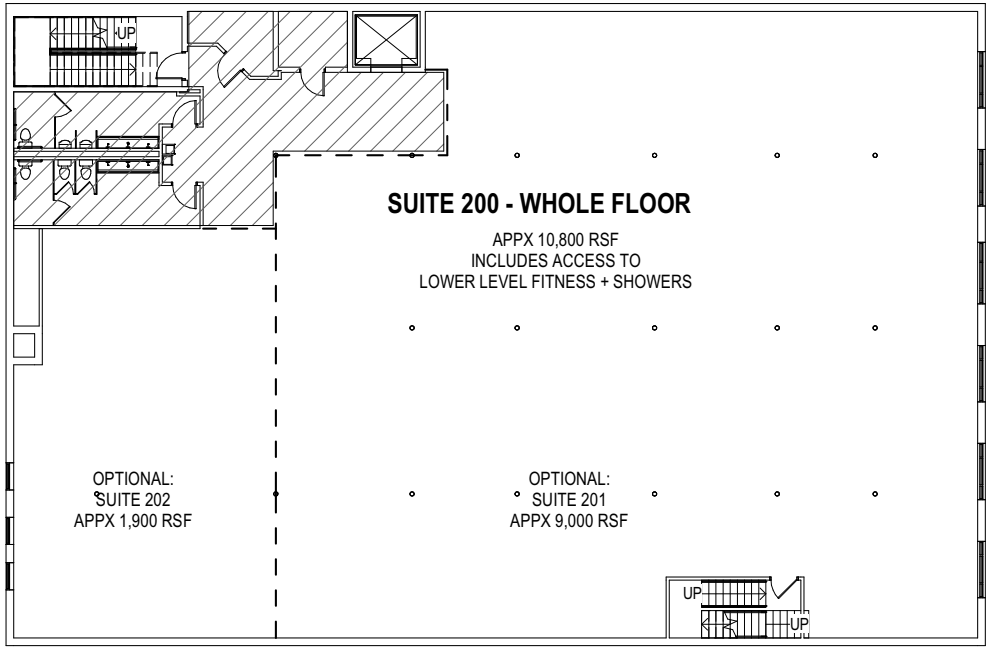 UP
SUITE 200 - WHOLE FLOOR
APPX 10,800 RSF
INCLUDES ACCESS TO
LOWER LEVEL FITNESS + SHOWERS
OPTIONAL:
SUITE 202
APPX 1,900 RSF
OPTIONAL:
SUITE 201
APPX 9,000 RSF
UP
UP